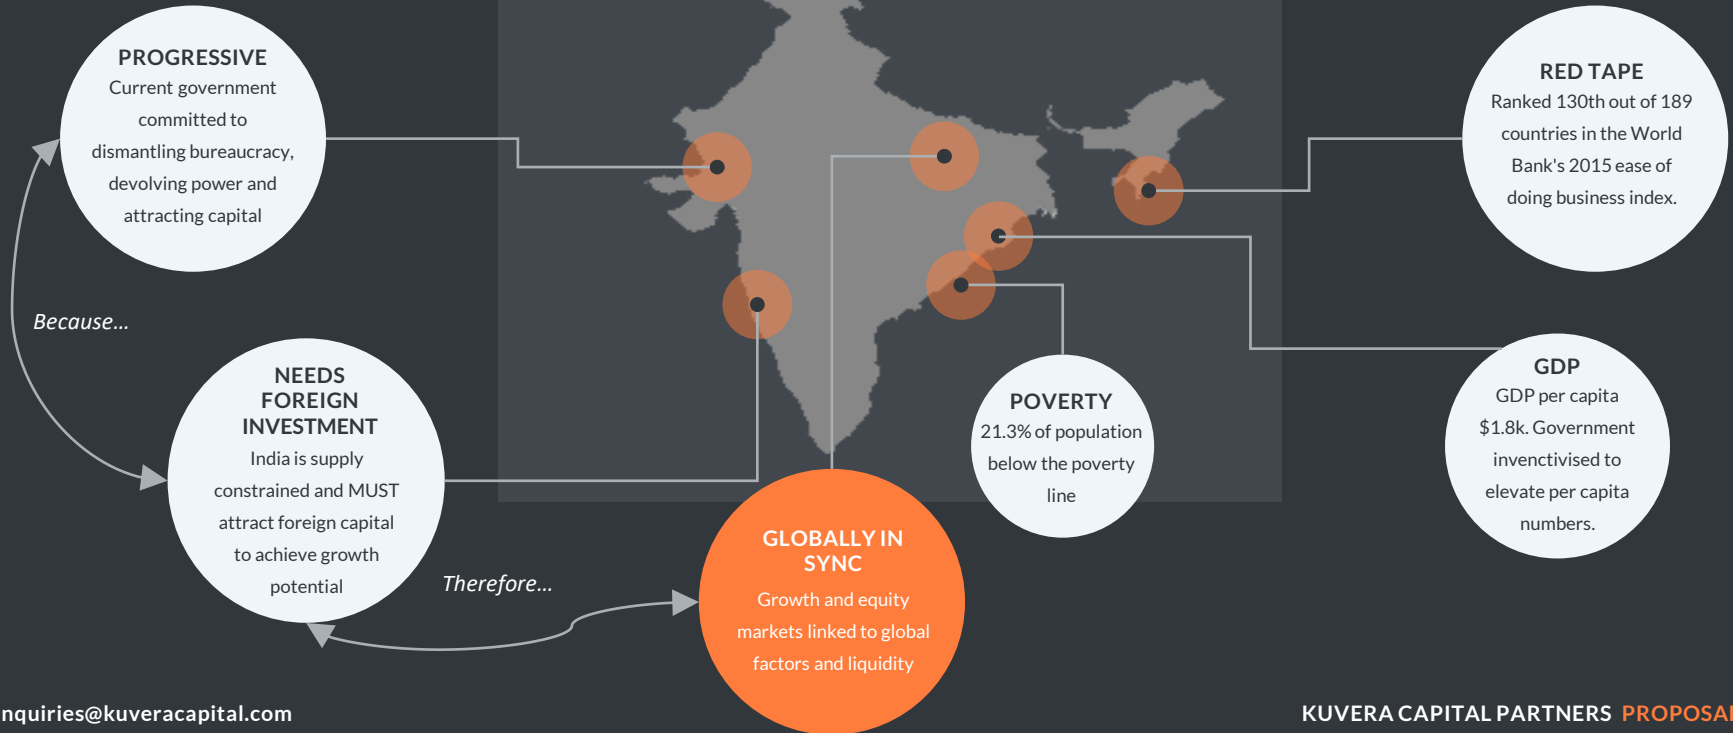 PROGRESSIVE
Current government
committed to
dismantling bureaucracy,
devolving power and
attracting capital
RED TAPE
Ranked 130th out of 189
countries in the World
Bank's 2015 ease of
doing business index.
Because...
NEEDS
FOREIGN
INVESTMENT
India is supply
constrained and MUST
attract foreign capital
to achieve growth
potential
POVERTY
21.3% of population
below the poverty
line
GDP
GDP per capita
$1.8k. Government
invenctivised to
elevate per capita
numbers.
Therefore...
GLOBALLY IN
SYNC
Growth and equity
markets linked to global
factors and liquidity
nquiries@kuveracapital.com
KUVERA CAPITAL PARTNERS PROPOSAL